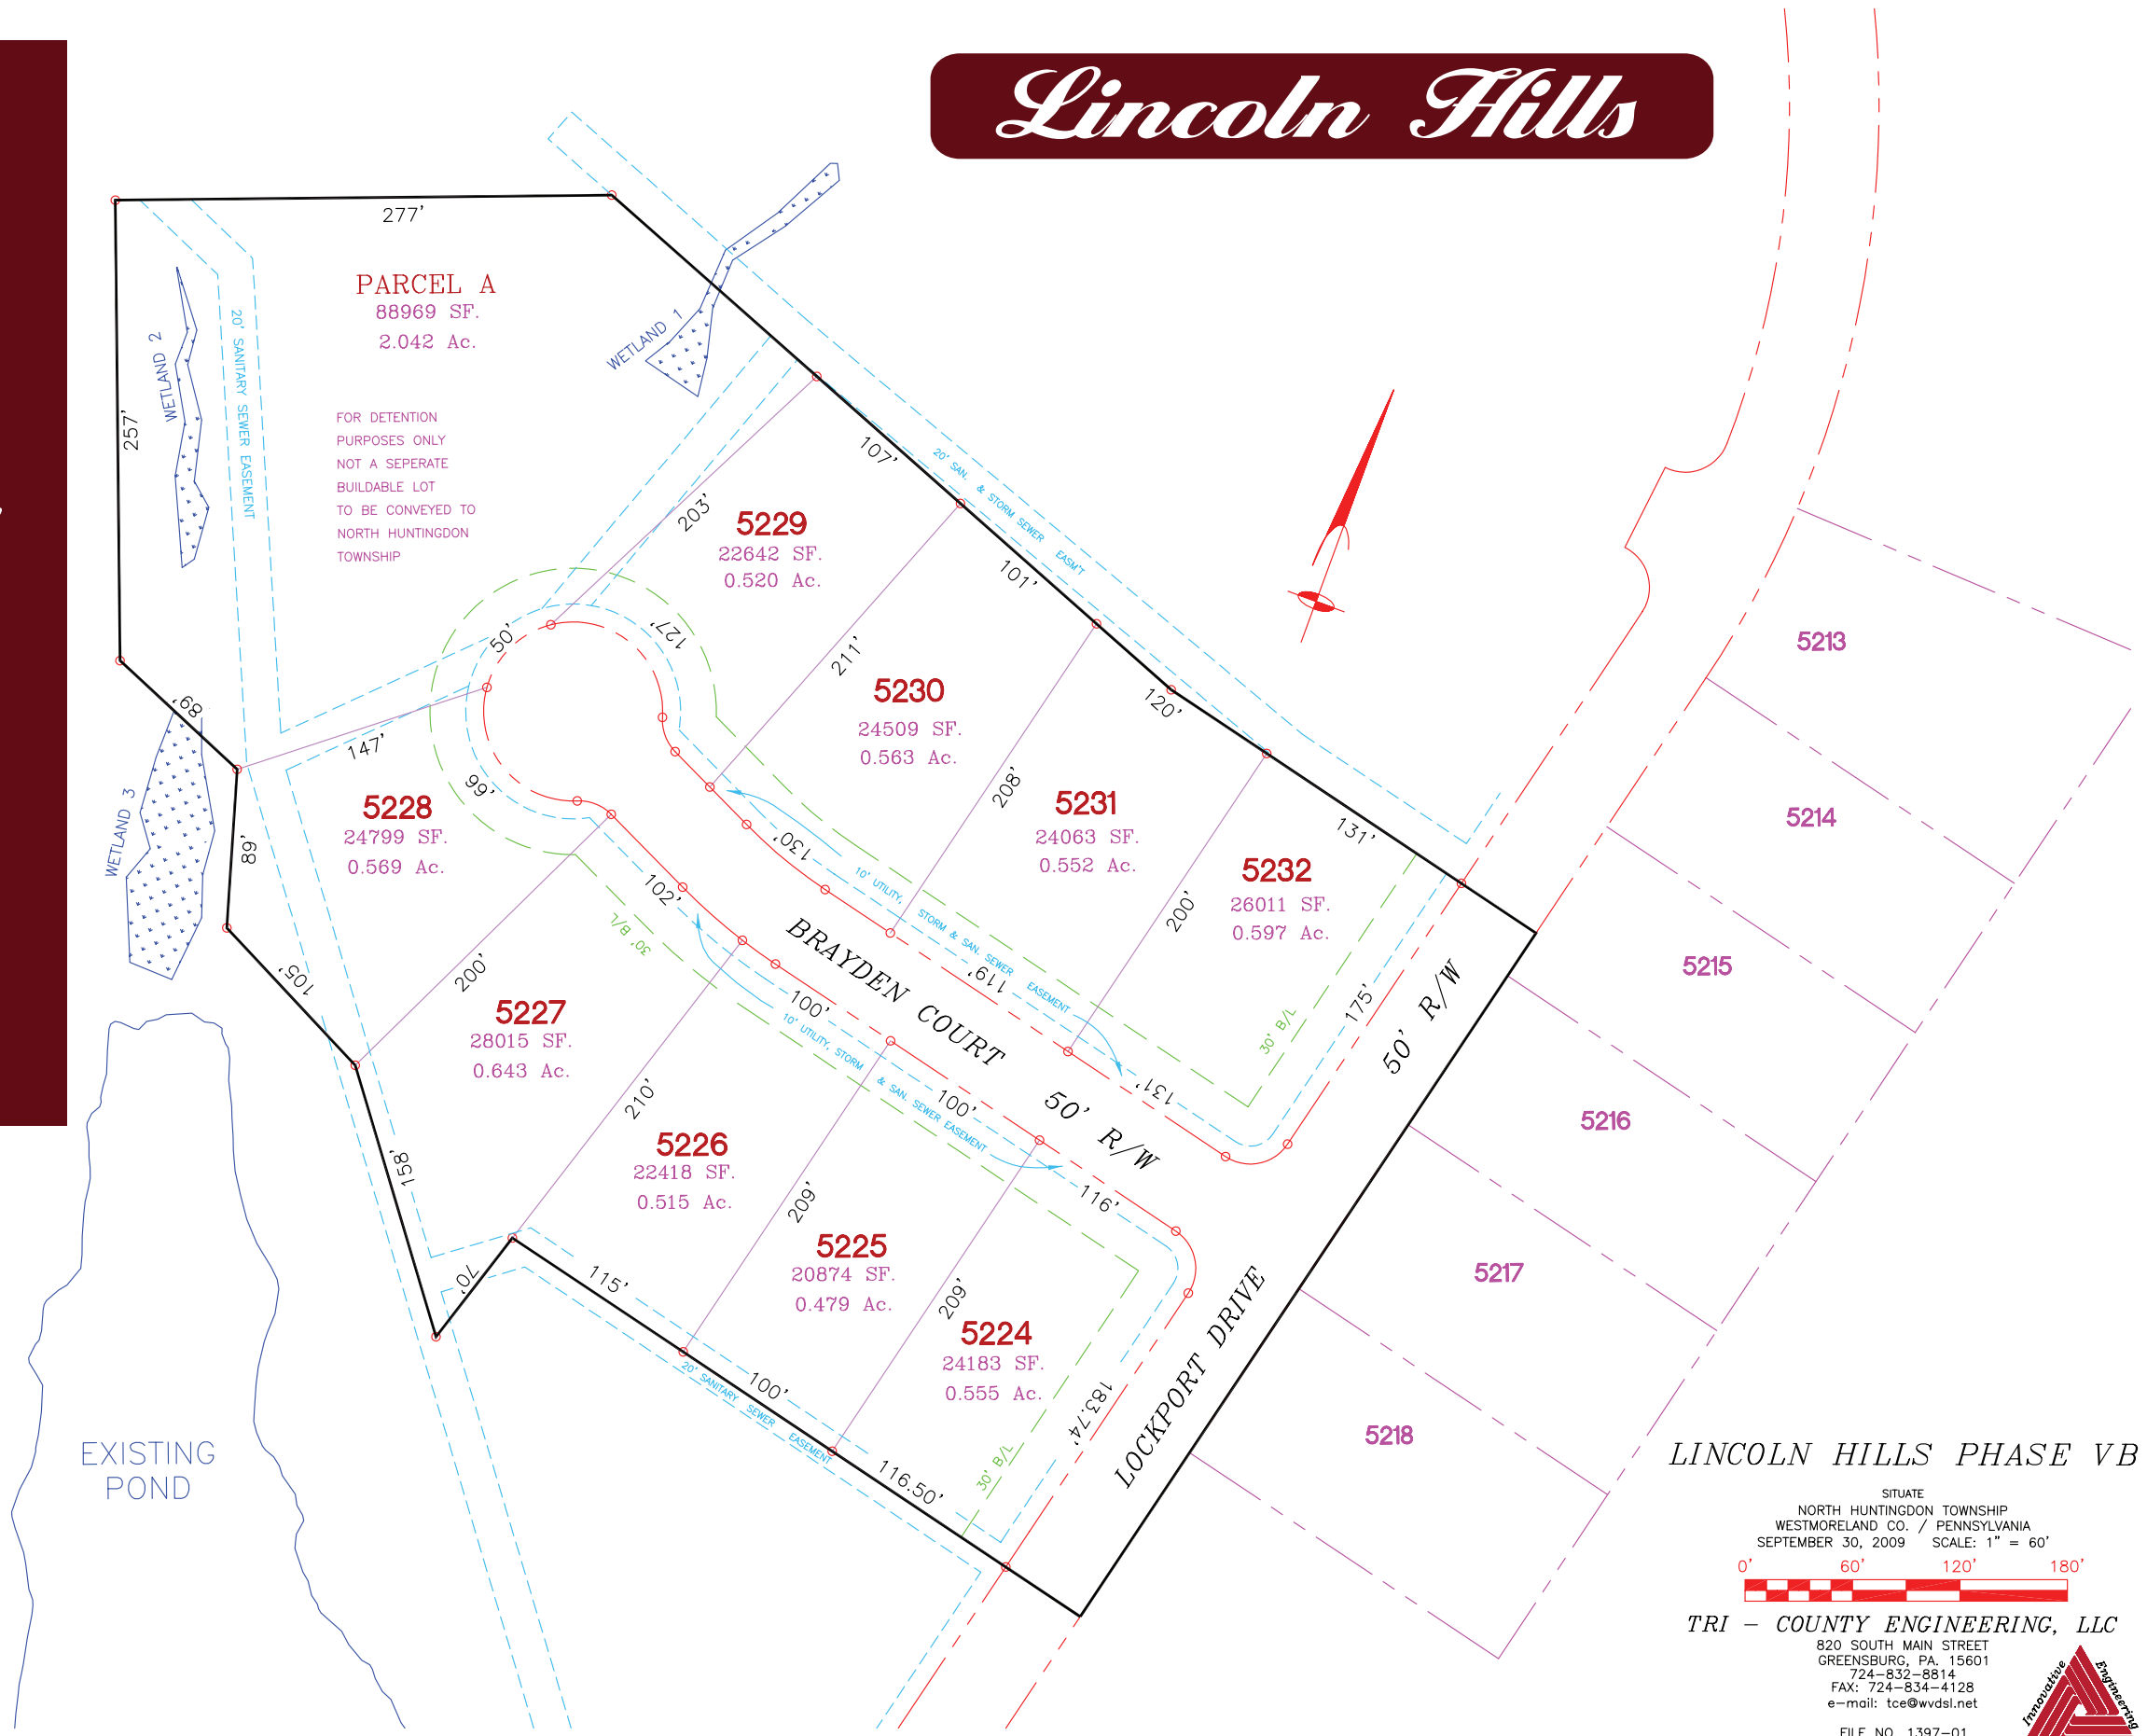 Lincoln Hills
277'
PARCEL A
88969 SF.
2.042 Ac.
257'
WETLAND 2
20' SANITARY SEWER EASEMENT
WETLAND 1
FOR DETENTION
PURPOSES ONLY
NOT A SEPERATE
BUILDABLE LOT
TO BE CONVEYED TO
NORTH HUNTINGDON
TOWNSHIP
107'
20' SAN. & STORM SEWER EASM'T
203'
5229
22642 SF.
0.520 Ac.
101'
50'
127'
211'
5230
24509 SF.
0.563 Ac.
120'
89'
147'
99'
208'
5231
24063 SF.
0.552 Ac.
131'
WETLAND 3
89'
5228
24799 SF.
0.569 Ac.
130'
10' UTILITY, STORM & SAN. SEWER EASEMENT
200'
5232
26011 SF.
0.597 Ac.
102'
30' B/L
BRAYDEN COURT 50' R/W
119'
105'
200'
5227
28015 SF.
0.643 Ac.
100'
10' UTILITY, STORM & SAN. SEWER EASEMENT
131'
30' B/L
175'
50' R/W
158'
210'
5226
22418 SF.
0.515 Ac.
100'
116'
209'
5225
20874 SF.
0.479 Ac.
70'
115'
209'
5224
24183 SF.
0.555 Ac.
20' SANITARY SEWER EASEMENT
100'
116.50'
30' B/L
183.74'
LOCKPORT DRIVE
5213
5214
5215
5216
5217
5218
EXISTING
POND
LINCOLN HILLS PHASE VB
SITUATE
NORTH HUNTINGDON TOWNSHIP
WESTMORELAND CO. / PENNSYLVANIA
SEPTEMBER 30, 2009 SCALE: 1" = 60'
0' 60' 120' 180'
TRI - COUNTY ENGINEERING, LLC
820 SOUTH MAIN STREET
GREENSBURG, PA. 15601
724-832-8814
FAX: 724-834-4128
e-mail: tce@wvdsl.net
FILE NO. 1397-01
Innovative
Engineering